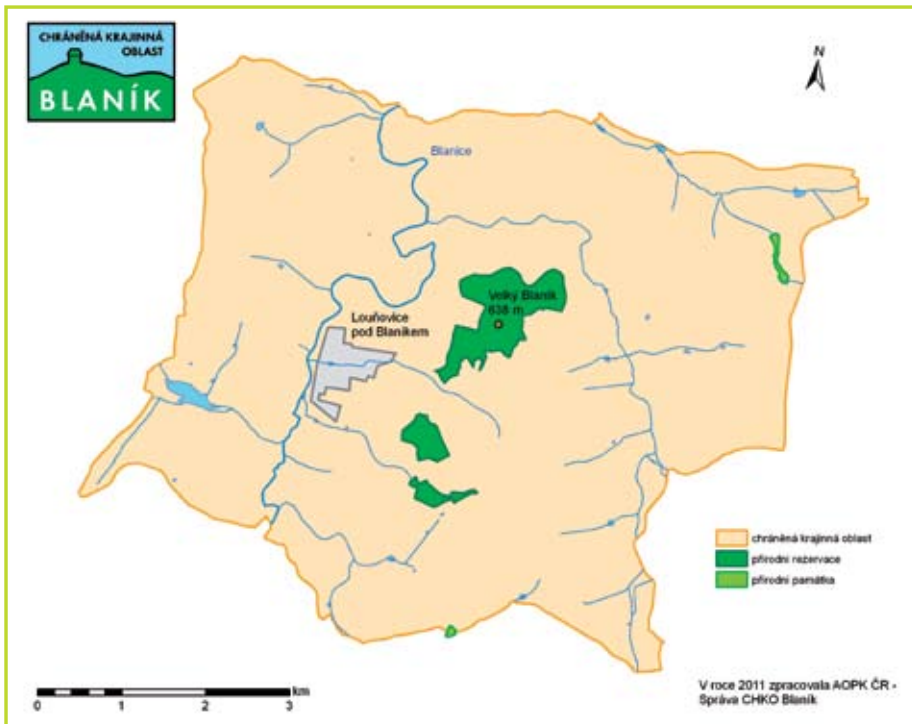 CHRÁNĚNÁ KRAJINNÁ
OBLAST
BLANÍK
N
Blanice
Velký Blaník
638 m
Louňovice
pod Blaníkem
chráněná krajinná oblast
přírodní rezervace
přírodní památka
km
0 1 2 3
V roce 2011 zpracovala AOPK ČR -
Správa CHKO Blaník